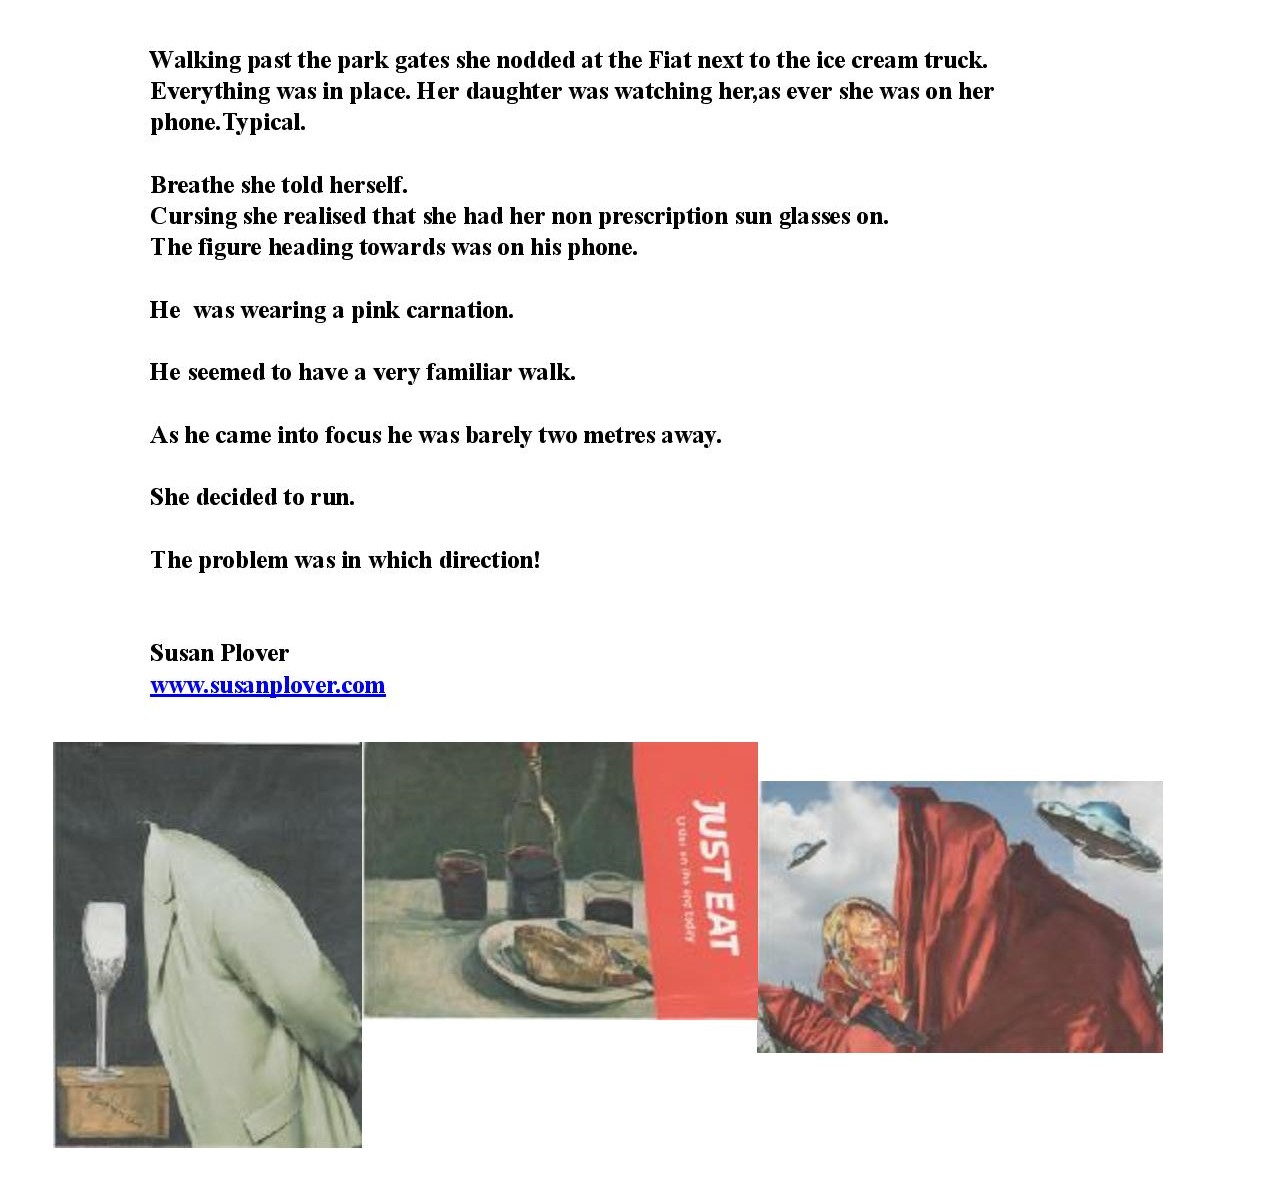 Walking past the park gates she nodded at the Fiat next to the ice cream truck.
Everything was in place. Her daughter was watching her,as ever she was on her
phone.Typical.
Breathe she told herself.
Cursing she realised that she had her non prescription sun glasses on.
The figure heading towards was on his phone.
He  was wearing a pink carnation.
He seemed to have a very familiar walk.
As he came into focus he was barely two metres away.
She decided to run.
The problem was in which direction!
Susan Plover
www.susanplover.com
JUST EAT